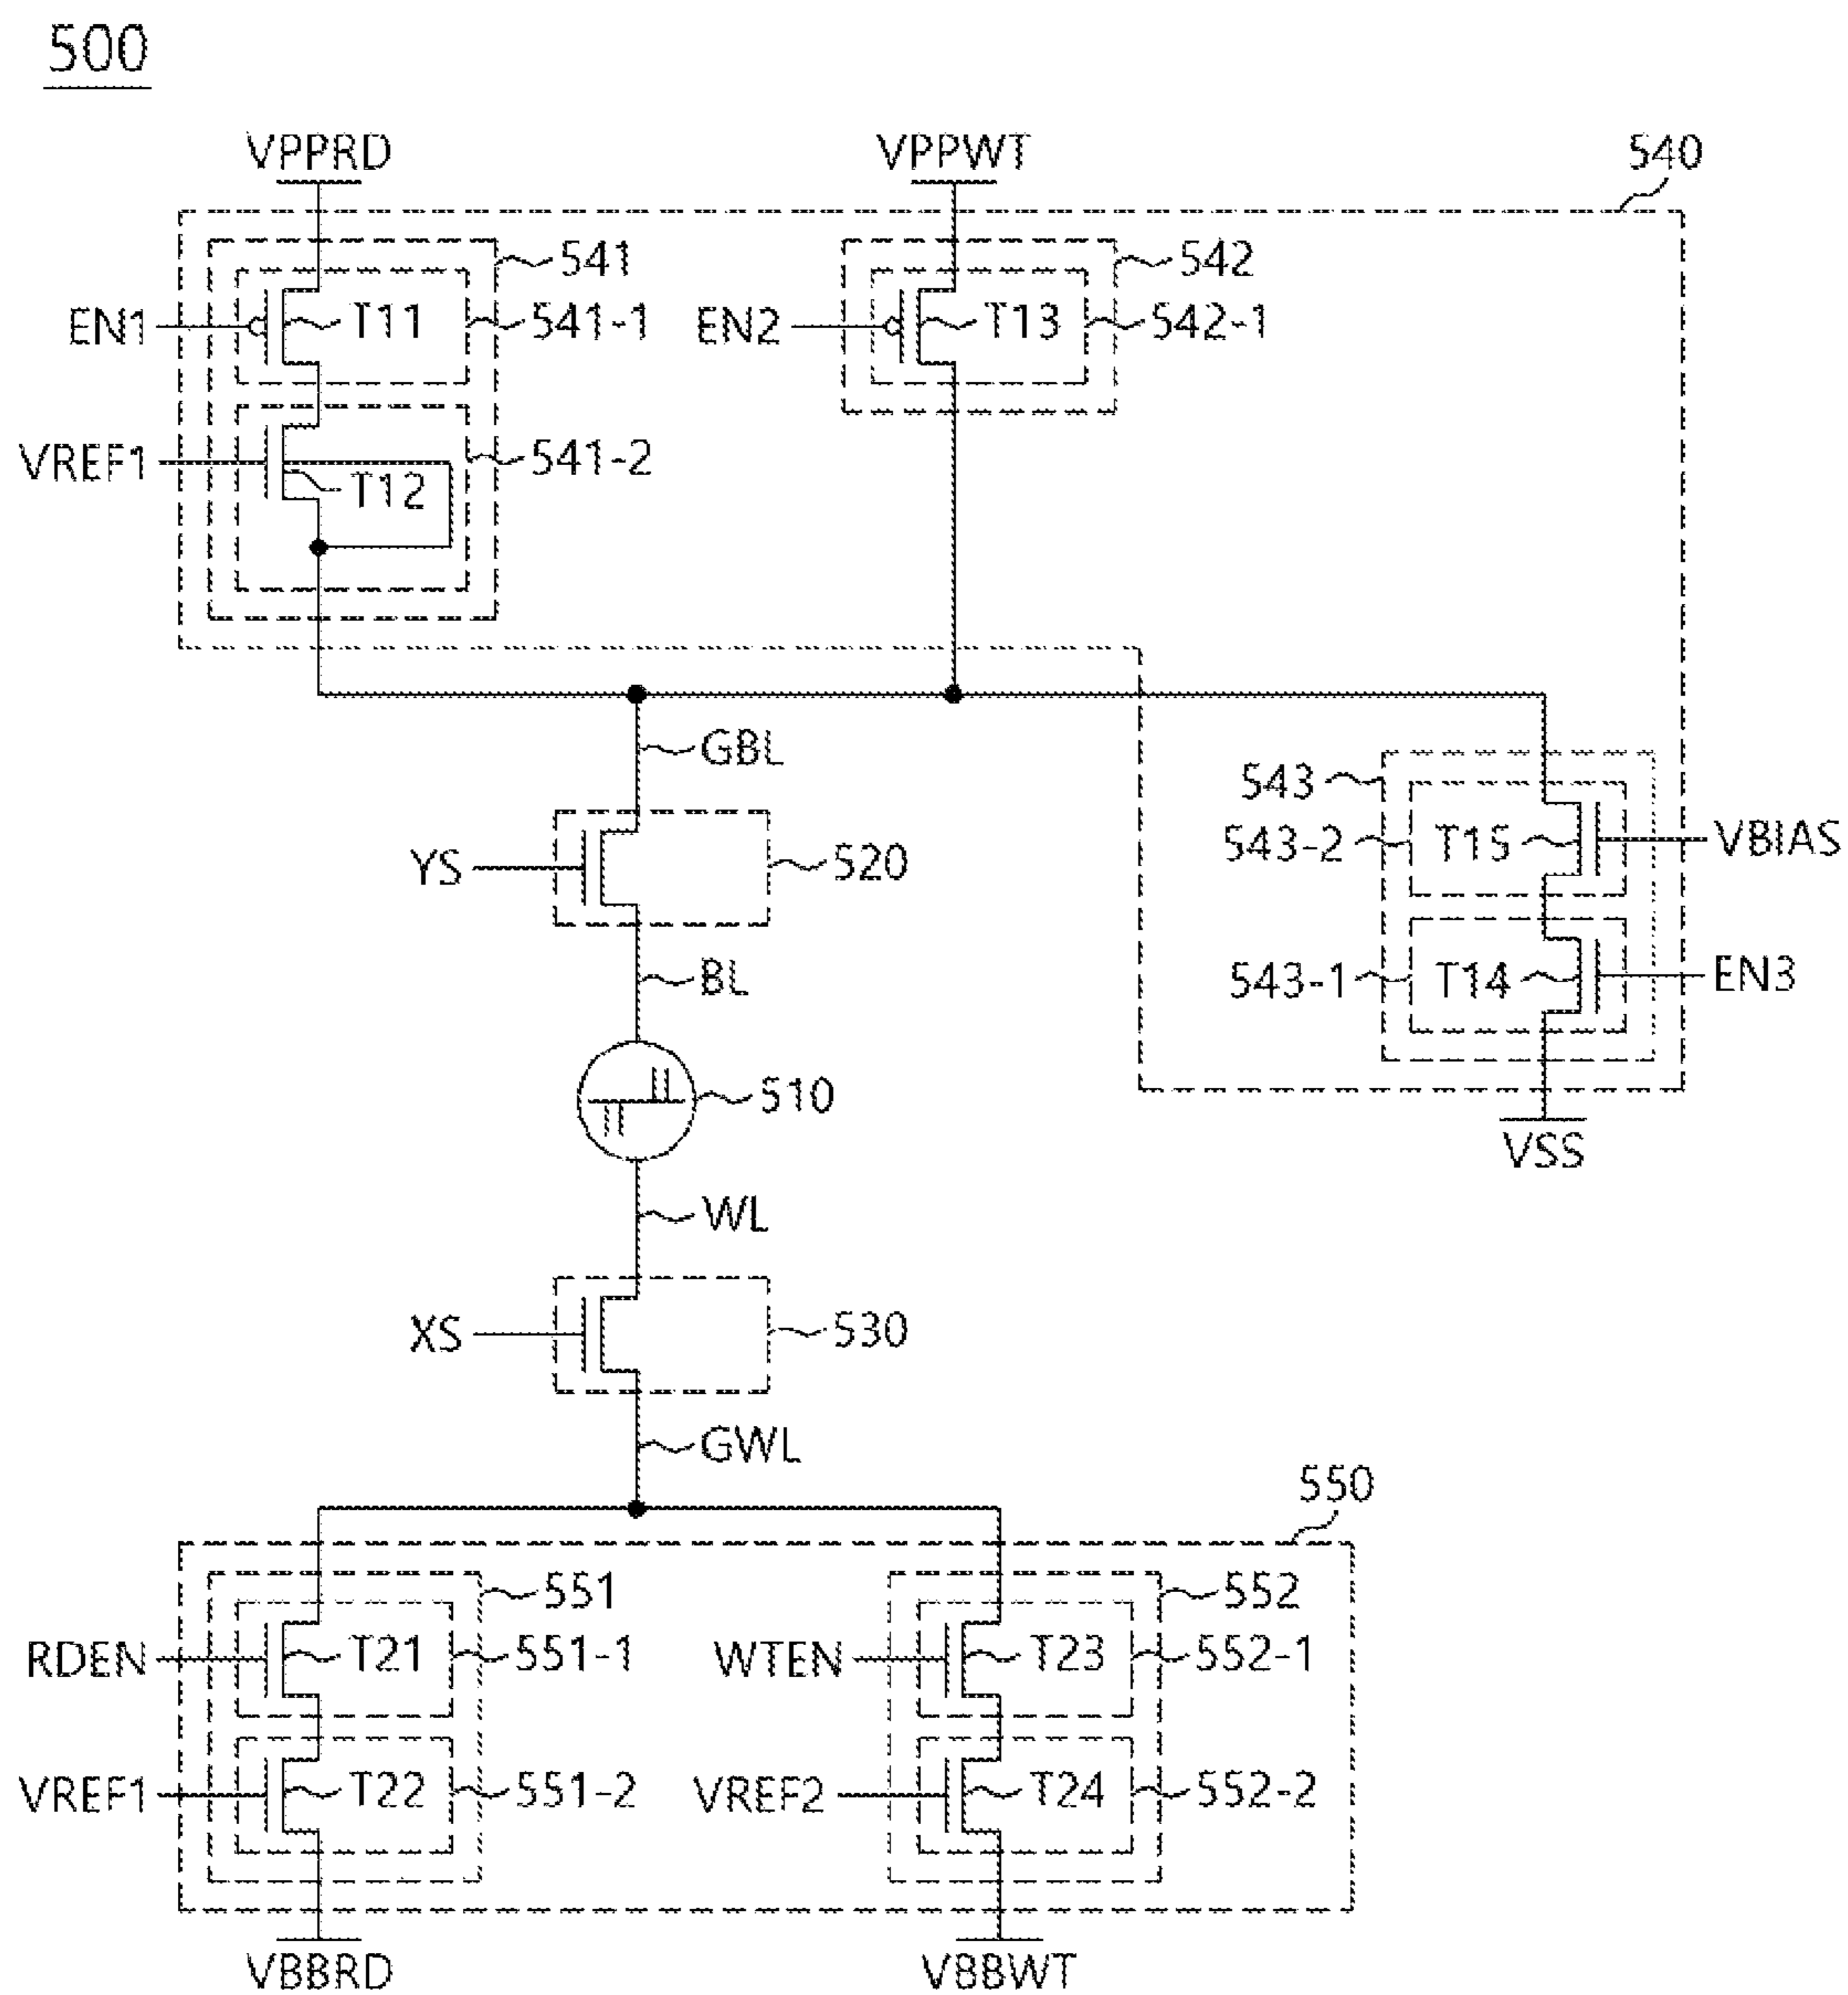 500
VPPRD VPPWT 540
541 542
EN1 T11 541-1 EN2 T13 542-1
VREF1 T12 541-2
GBL
543
YS 520 543-2 T15 VBIAS
BL 543-1 T14 EN3
510
VSS
WL
XS 530
GWL
550
551 552
RDEN T21 551-1 WTEN T23 552-1
VREF1 T22 551-2 VREF2 T24 552-2
VBBRD VBBWT